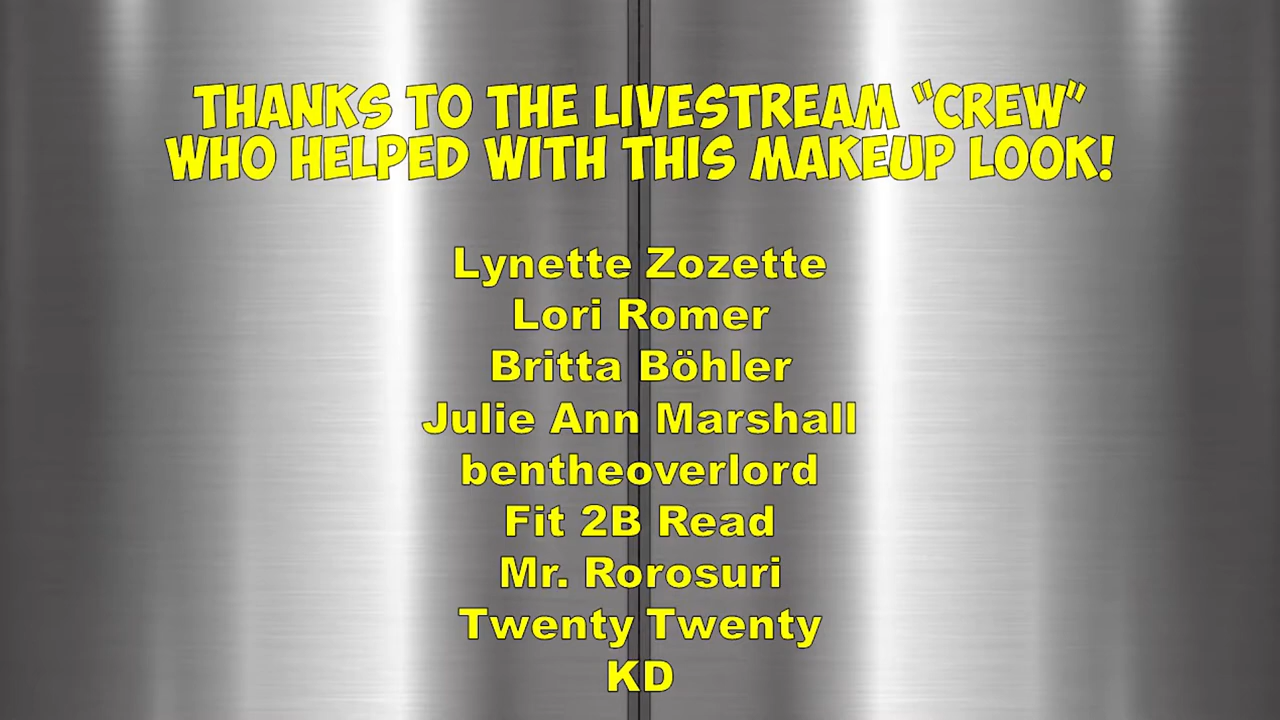 THANKS TO THE LIVESTREAM “CREW”
WHO HELPED WITH THIS MAKEUP LOOK!
Lynette Zozette
Lori Romer
Britta Böhler
Julie Ann Marshall
bentheoverlord
Fit 2B Read
Mr. Rorosuri
Twenty Twenty
KD